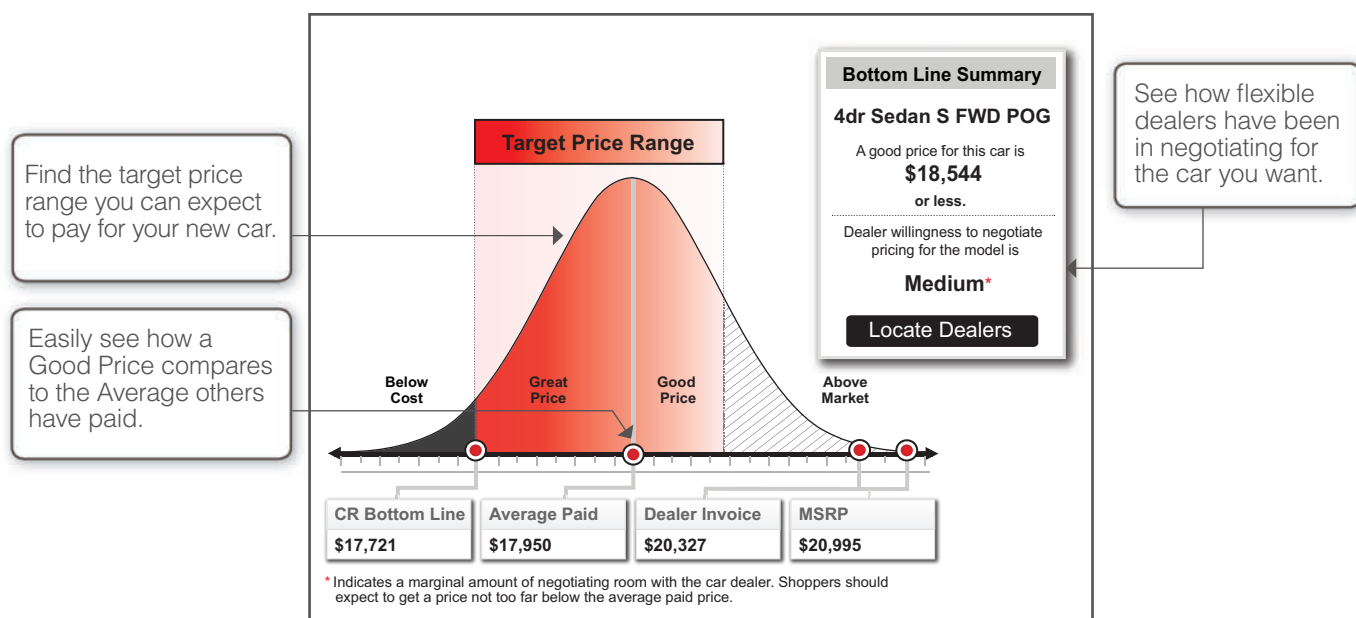 Find the target price
range you can expect
to pay for your new car.
Easily see how a
Good Price compares
to the Average others
have paid.
Target Price Range
Below
Cost
Great
Price
Good
Price
Above
Market
CR Bottom Line
$17,721
Average Paid
$17,950
Dealer Invoice
$20,327
MSRP
$20,995
* Indicates a marginal amount of negotiating room with the car dealer. Shoppers should
expect to get a price not too far below the average paid price.
Bottom Line Summary
4dr Sedan S FWD POG
A good price for this car is
$18,544
or less.
Dealer willingness to negotiate
pricing for the model is
Medium*
Locate Dealers
See how flexible
dealers have been
in negotiating for
the car you want.